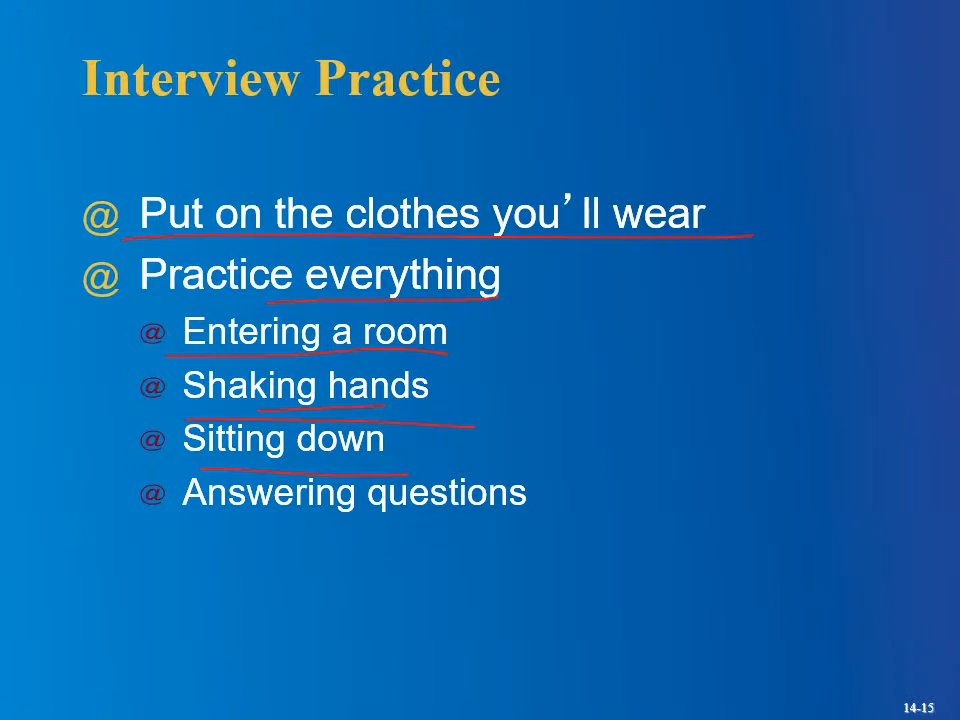 Interview Practice
@ Put on the clothes you’ll wear
@ Practice everything
@ Entering a room
@ Shaking hands
@ Sitting down
@ Answering questions
14-15